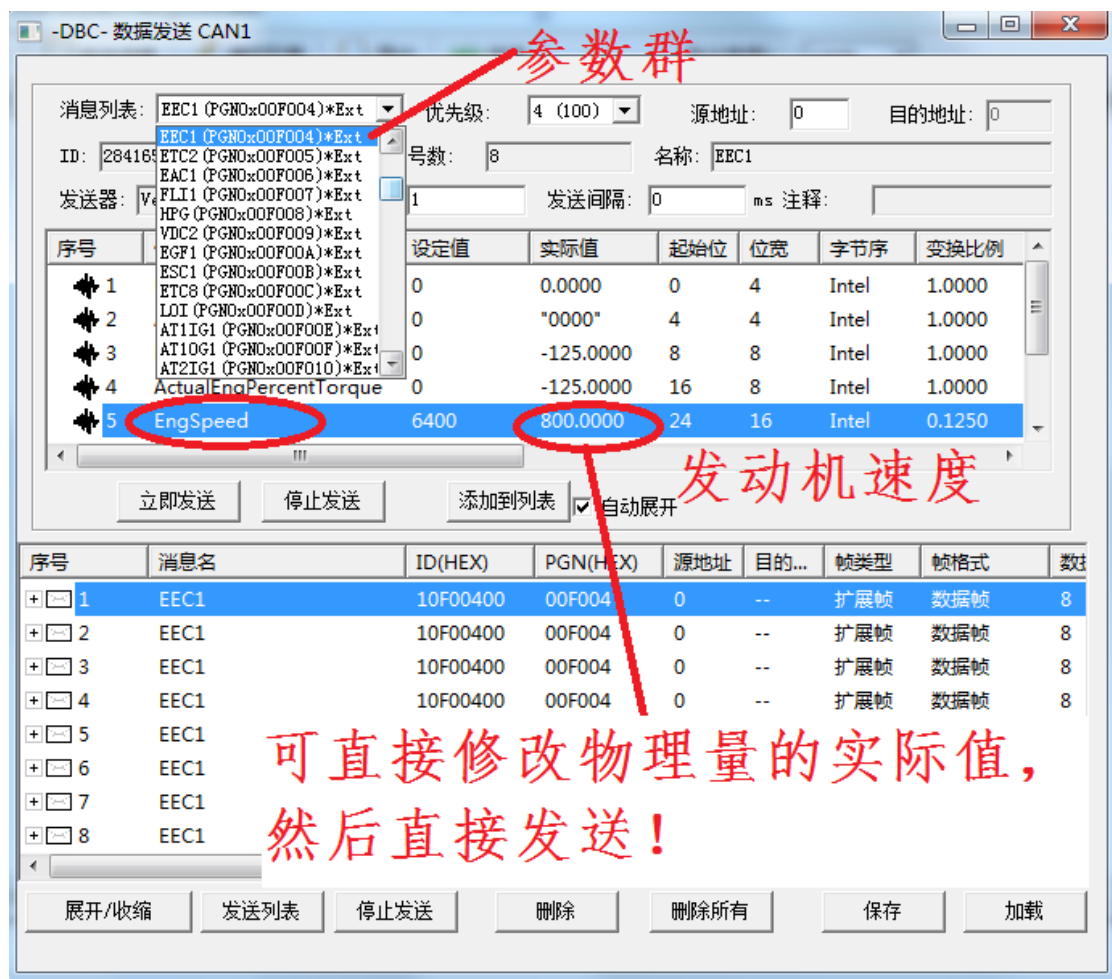 -DBC- 数据发送 CAN1
参数群
消息列表: EEC1 (PGN0x00F004)*Ext 优先级: 4 (100) 源地址: 0 目的地址: 0
EEC1 (PGN0x00F004)*Ext
ETC2 (PGN0x00F005)*Ext
EAC1 (PGN0x00F006)*Ext
FLI1 (PGN0x00F007)*Ext
HPG (PGN0x00F008)*Ext
VDC2 (PGN0x00F009)*Ext
EGF1 (PGN0x00F00A)*Ext
ESC1 (PGN0x00F00B)*Ext
ETC8 (PGN0x00F00C)*Ext
LOI (PGN0x00F00D)*Ext
AT1IG1 (PGN0x00F00E)*Ext
AT1OG1 (PGN0x00F00F)*Ext
AT2IG1 (PGN0x00F010)*Ext
ID: 28416 号数: 8 名称: EEC1
发送器: Ve 1 发送间隔: 0 ms 注释:
序号 设定值 实际值 起始位 位宽 字节序 变换比例
1 0 0.0000 0 4 Intel 1.0000
2 0 "0000" 4 4 Intel 1.0000
3 0 -125.0000 8 8 Intel 1.0000
4 ActualEngPercentTorque 0 -125.0000 16 8 Intel 1.0000
5 EngSpeed 6400 800.0000 24 16 Intel 0.1250
发动机速度
立即发送 停止发送 添加到列表 自动展开
序号 消息名 ID(HEX) PGN(HEX) 源地址 目的... 帧类型 帧格式 数据
1 EEC1 10F00400 00F004 0 -- 扩展帧 数据帧 8
2 EEC1 10F00400 00F004 0 -- 扩展帧 数据帧 8
3 EEC1 10F00400 00F004 0 -- 扩展帧 数据帧 8
4 EEC1 10F00400 00F004 0 -- 扩展帧 数据帧 8
5 EEC1
6 EEC1
7 EEC1
8 EEC1
可直接修改物理量的实际值，
然后直接发送！
展开/收缩 发送列表 停止发送 删除 删除所有 保存 加载